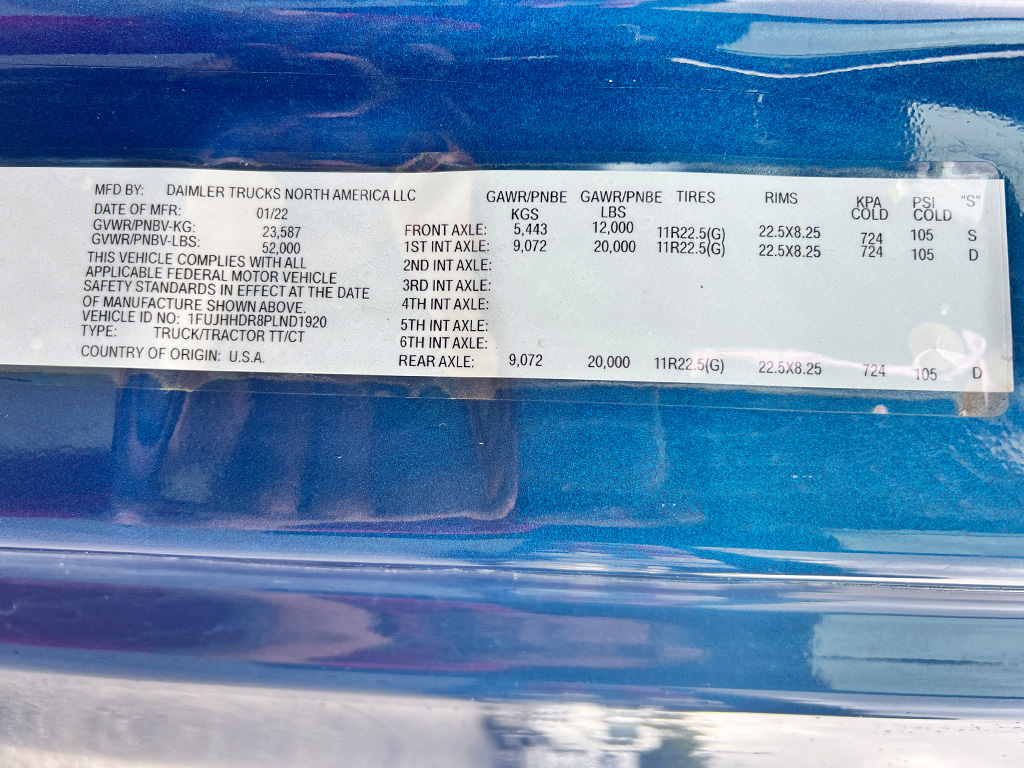 MFD BY: DAIMLER TRUCKS NORTH AMERICA LLC
DATE OF MFR: 01/22
GVWR/PNBV-KG: 23,587
GVWR/PNBV-LBS: 52,000
THIS VEHICLE COMPLIES WITH ALL
APPLICABLE FEDERAL MOTOR VEHICLE
SAFETY STANDARDS IN EFFECT AT THE DATE
OF MANUFACTURE SHOWN ABOVE.
VEHICLE ID NO: 1FUJHHDR8PLND1920
TYPE: TRUCK/TRACTOR TT/CT
COUNTRY OF ORIGIN: U.S.A.
GAWR/PNBE GAWR/PNBE TIRES RIMS KPA PSI "S"
KGS LBS COLD COLD
FRONT AXLE: 5,443 12,000 11R22.5(G) 22.5X8.25 724 105 S
1ST INT AXLE: 9,072 20,000 11R22.5(G) 22.5X8.25 724 105 D
2ND INT AXLE:
3RD INT AXLE:
4TH INT AXLE:
5TH INT AXLE:
6TH INT AXLE:
REAR AXLE: 9,072 20,000 11R22.5(G) 22.5X8.25 724 105 D